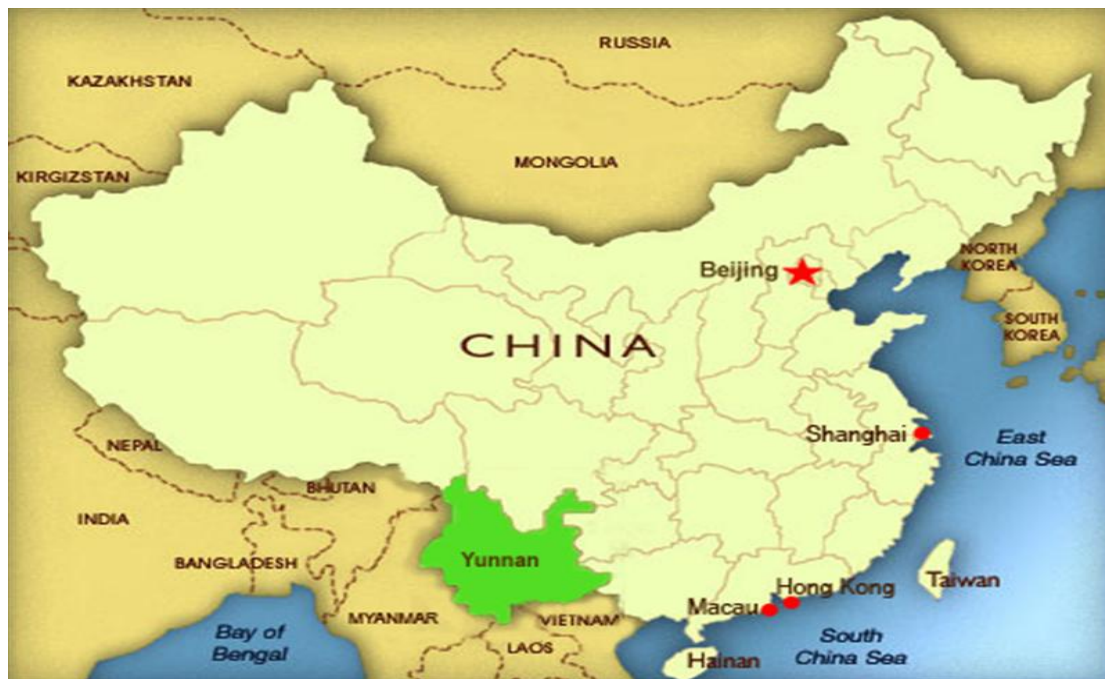 RUSSIA
KAZAKHSTAN
MONGOLIA
KIRGIZSTAN
NORTH
KOREA
Beijing
SOUTH
KOREA
CHINA
Shanghai
East
China Sea
NEPAL
BHUTAN
INDIA
BANGLADESH
Yunnan
Taiwan
Hong Kong
Macau
MYANMAR
VIETNAM
LAOS
Bay of
Bengal
South
China Sea
Hainan